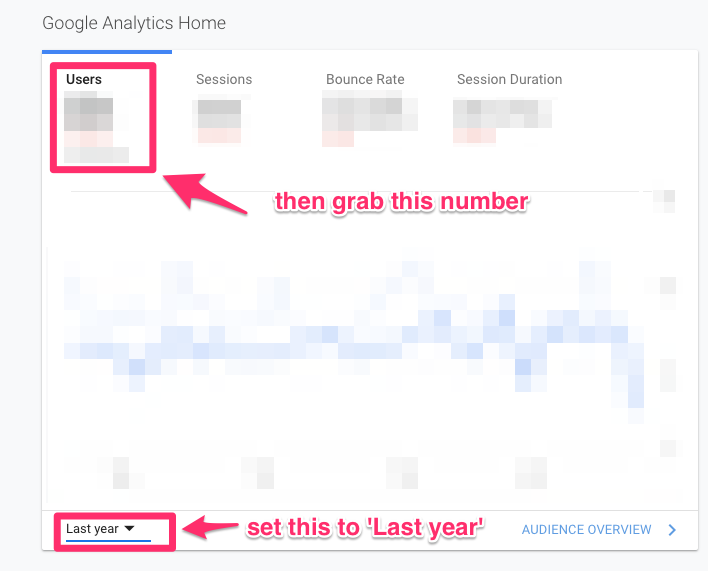 Google Analytics Home
Users Sessions Bounce Rate Session Duration
then grab this number
Last year set this to 'Last year' AUDIENCE OVERVIEW